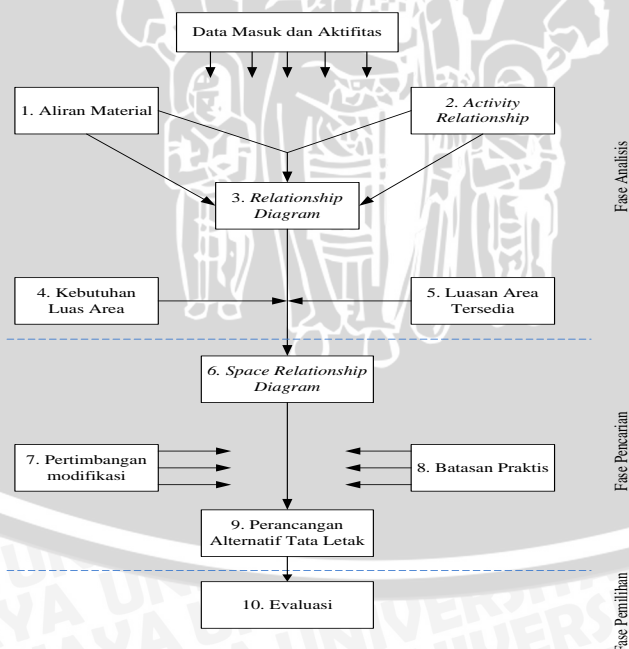 Data Masuk dan Aktifitas
1. Aliran Material
2. Activity
Relationship
3. Relationship
Diagram
4. Kebutuhan
Luas Area
5. Luasan Area
Tersedia
Fase Analisis
6. Space Relationship
Diagram
7. Pertimbangan
modifikasi
8. Batasan Praktis
9. Perancangan
Alternatif Tata Letak
Fase Pencarian
10. Evaluasi
Fase Pemilihan